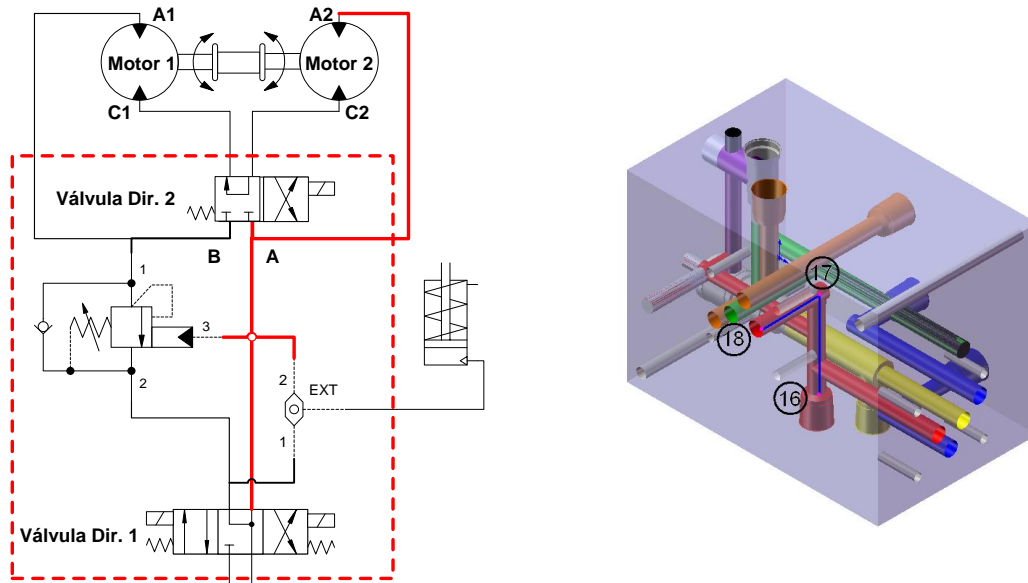 A1
A2
Motor 1
Motor 2
C1
C2
Válvula Dir. 2
B
A
1
3
2
2
EXT
1
Válvula Dir. 1
17
18
16